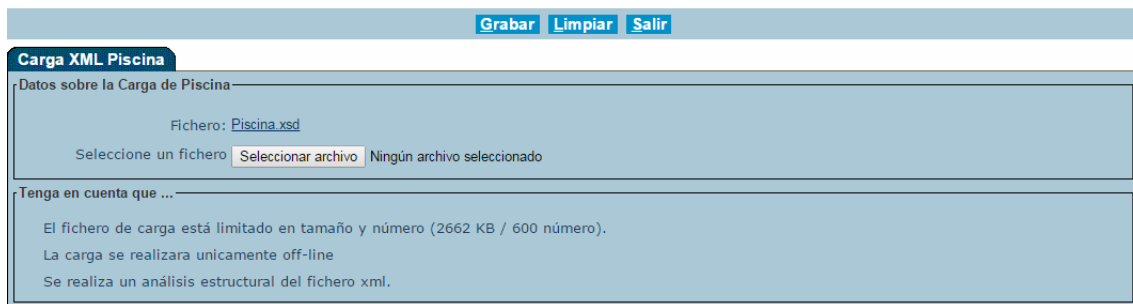 Grabar Limpiar Salir
Carga XML Piscina
Datos sobre la Carga de Piscina
Fichero: Piscina.xsd
Seleccione un fichero Seleccionar archivo Ningún archivo seleccionado
Tenga en cuenta que ...
El fichero de carga está limitado en tamaño y número (2662 KB / 600 número).
La carga se realizara unicamente off-line
Se realiza un análisis estructural del fichero xml.